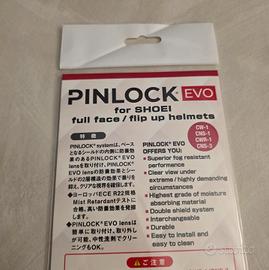 PINLOCK® EVO
for SHOEI
full face/flip up helmets
CW-1
CNS-1
CWR-1
CNS-3
特徴
PINLOCK® systemは、ベース
となるシールドの内側に防曇効
果のあるPINLOCK® EVO
lensを取り付け、PINLOCK®
EVO lensの防曇効果とシール
ドの2層構造の効果で曇りを
抑え、クリアな視界を確保します。
◆ヨーロッパECE R22規格
Mist Retardantテストに
合格。高い防曇効果を発揮
します。
◆PINLOCK® EVO lensは
簡単に取り付け、取り外し
が可能。中性洗剤でクリー
ニングもOK。
PINLOCK® EVO
OFFERS YOU:
• Superior fog resistant
performance
• Clear view under
extreme / highly demanding
circumstances
• Highest grade of moisture
absorbing material
• Double shield system
• Interchangeable
• Durable
• Easy to install and
easy to clean
⚠ご注意